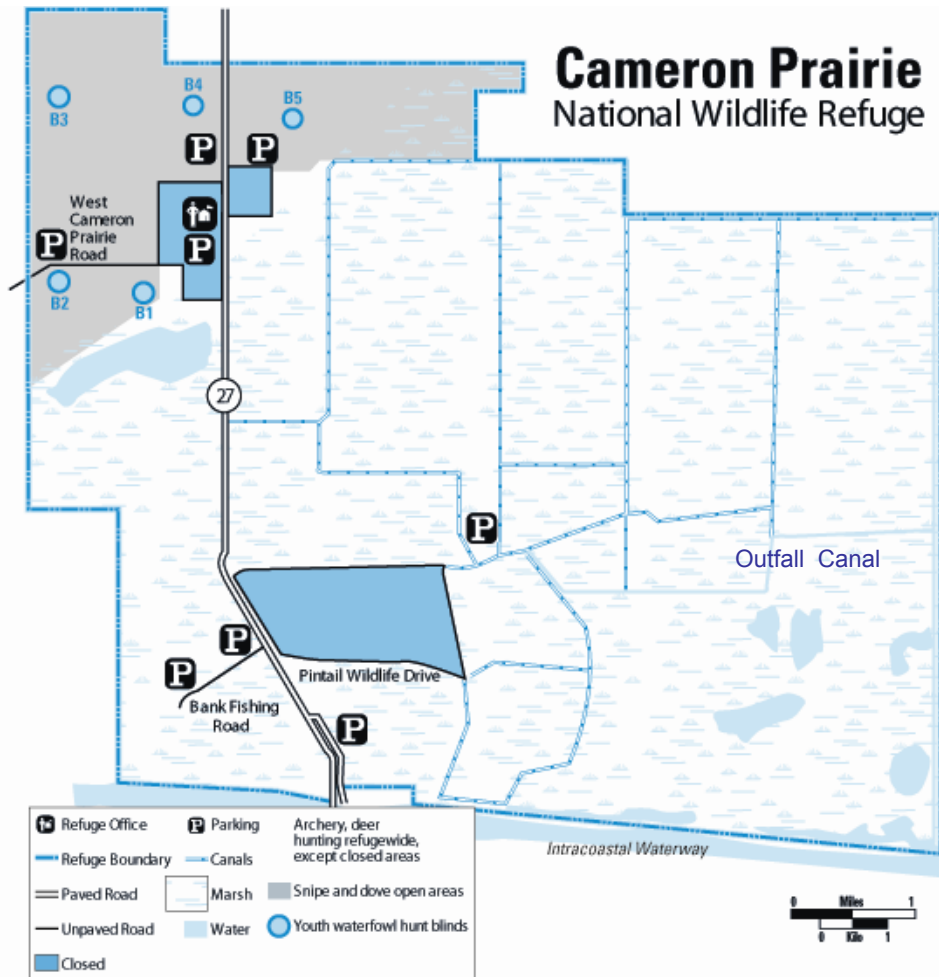 Cameron Prairie
National Wildlife Refuge
B3
B4
B5
P
P
West
Cameron
Prairie
Road
P
P
B2
B1
27
P
Outfall Canal
P
P
Pintail Wildlife Drive
Bank Fishing
Road
P
Intracoastal Waterway
Refuge Office
P Parking
Archery, deer
hunting refugewide,
except closed areas
Refuge Boundary
Canals
Paved Road
Marsh
Snipe and dove open areas
Unpaved Road
Water
Youth waterfowl hunt blinds
Closed
0 Miles 1
0 Kilo 1